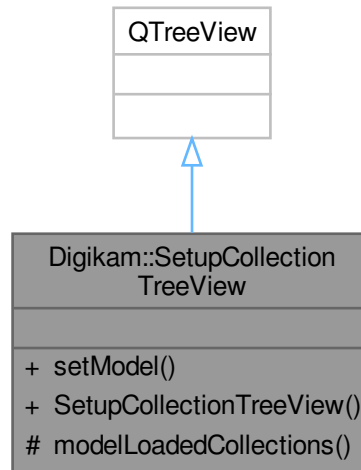 QTreeView
Digikam::SetupCollection
TreeView
+ setModel()
+ SetupCollectionTreeView()
# modelLoadedCollections()